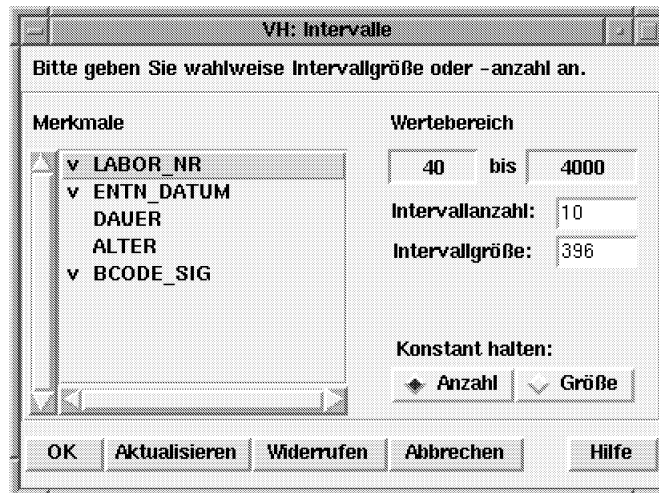 VH: Intervalle
Bitte geben Sie wahlweise Intervallgröße oder -anzahl an.
Merkmale
v LABOR_NR
v ENTN_DATUM
DAUER
ALTER
v BCODE_SIG
Wertebereich
40 bis 4000
Intervallanzahl: 10
Intervallgröße: 396
Konstant halten:
Anzahl Größe
OK Aktualisieren Widerrufen Abbrechen Hilfe